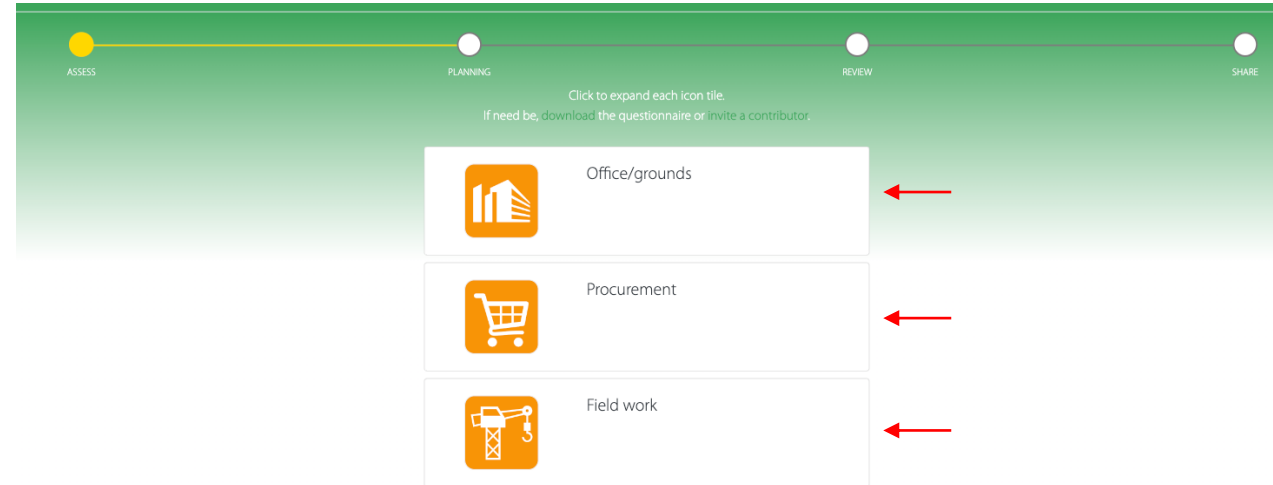 ASSESS PLANNING REVIEW SHARE
Click to expand each icon tile.
If need be, download the questionnaire or invite a contributor.
Office/grounds
Procurement
Field work